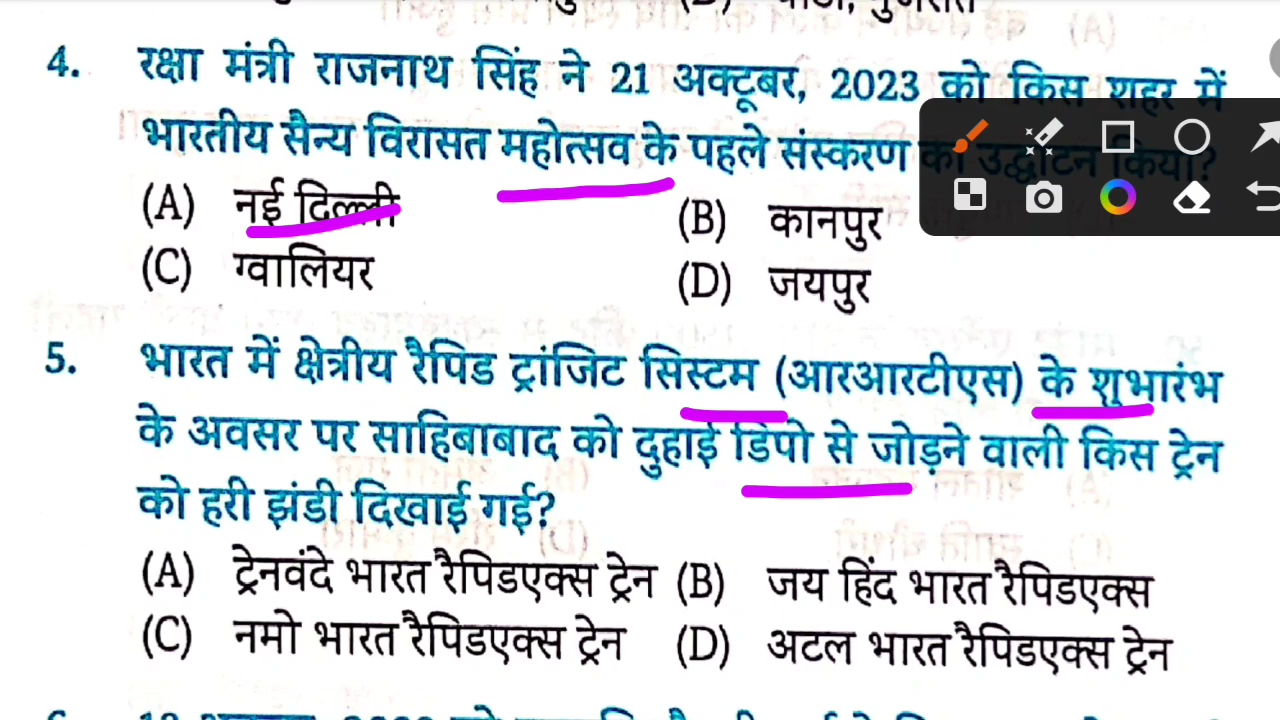 4. रक्षा मंत्री राजनाथ सिंह ने 21 अक्टूबर, 2023 को किस शहर में
भारतीय सैन्य विरासत महोत्सव के पहले संस्करण का उद्घाटन किया?
(A) नई दिल्ली (B) कानपुर
(C) ग्वालियर (D) जयपुर
5. भारत में क्षेत्रीय रैपिड ट्रांजिट सिस्टम (आरआरटीएस) के शुभारंभ
के अवसर पर साहिबाबाद को दुहाई डिपो से जोड़ने वाली किस ट्रेन
को हरी झंडी दिखाई गई?
(A) ट्रेनवंदे भारत रैपिडएक्स ट्रेन (B) जय हिंद भारत रैपिडएक्स
(C) नमो भारत रैपिडएक्स ट्रेन (D) अटल भारत रैपिडएक्स ट्रेन